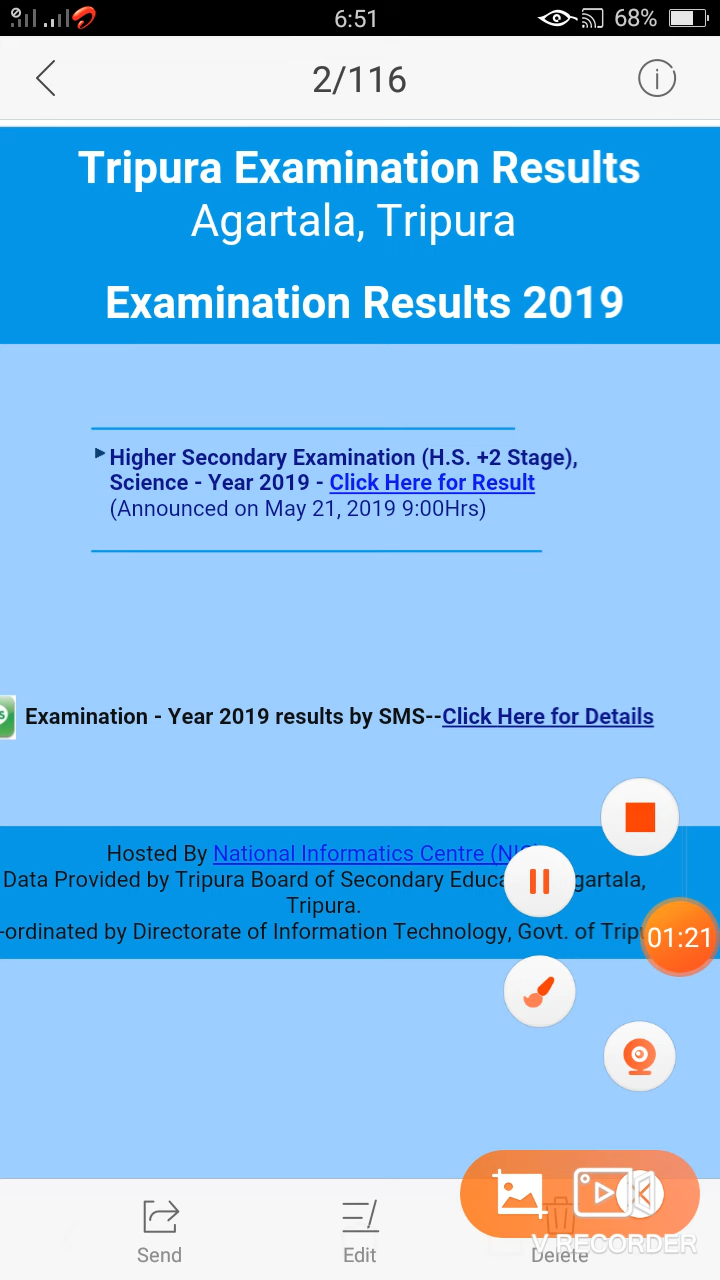 6:51
68%
2/116
Tripura Examination Results
Agartala, Tripura
Examination Results 2019
Higher Secondary Examination (H.S. +2 Stage),
Science - Year 2019 - Click Here for Result
(Announced on May 21, 2019 9:00Hrs)
Examination - Year 2019 results by SMS--Click Here for Details
Hosted By National Informatics Centre
Data Provided by Tripura Board of Secondary
Tripura.
-ordinated by Directorate of Information Technology, Govt. of
01:21
Send
Edit
Delete
V RECORDER